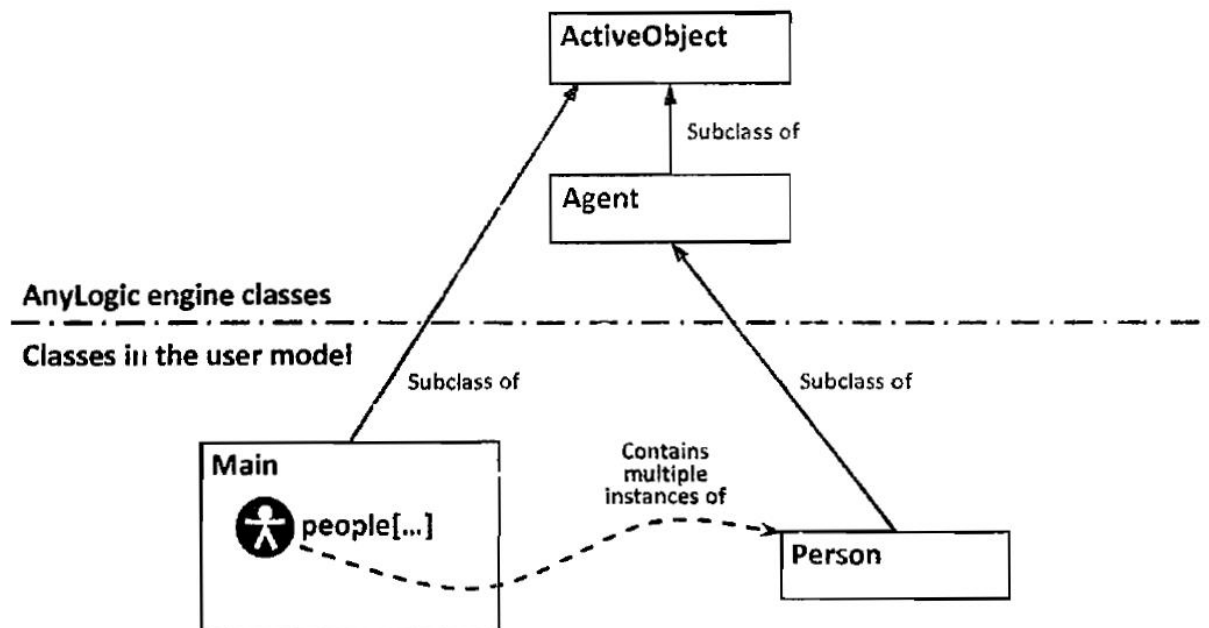 ActiveObject
Subclass of
Agent
AnyLogic engine classes
Classes in the user model
Subclass of
Subclass of
Main
Contains
multiple
instances of
people[...]
Person